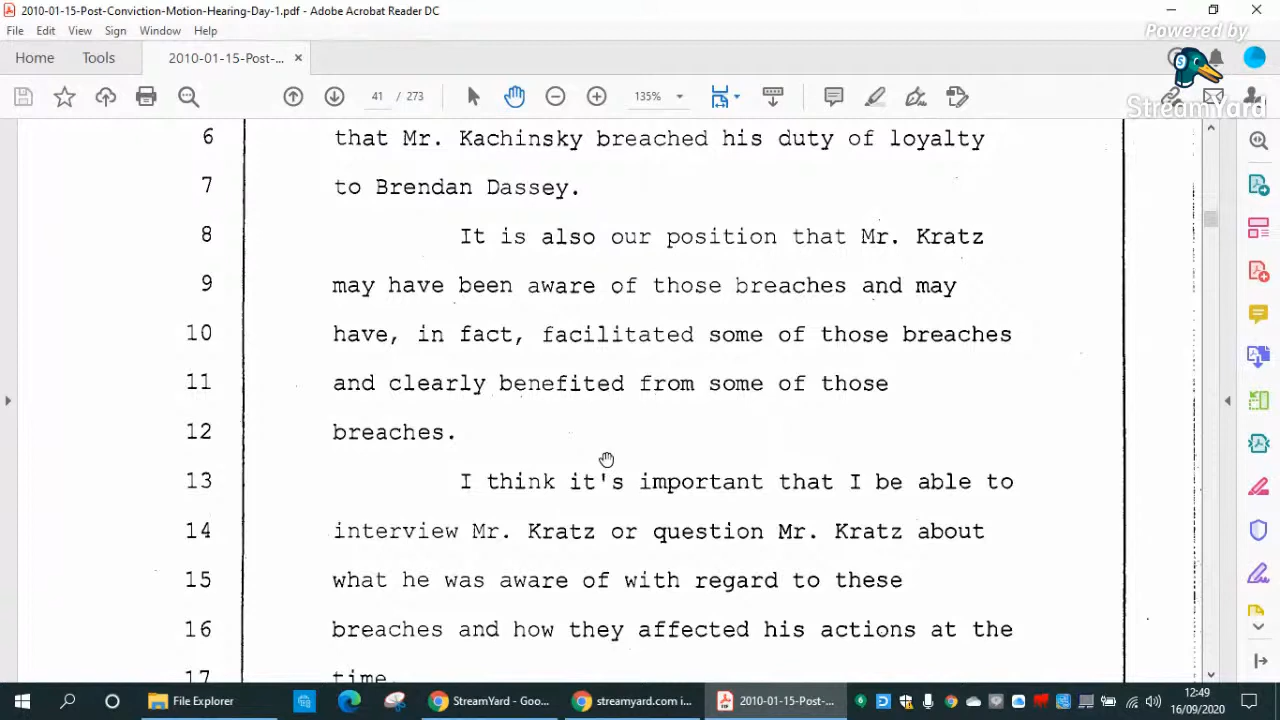 2010-01-15-Post-Conviction-Motion-Hearing-Day-1.pdf - Adobe Acrobat Reader DC
File Edit View Sign Window Help
Powered by
StreamYard
Home Tools 2010-01-15-Post-... ×
41 / 273 135%
6 that Mr. Kachinsky breached his duty of loyalty
7 to Brendan Dassey.
8 It is also our position that Mr. Kratz
9 may have been aware of those breaches and may
10 have, in fact, facilitated some of those breaches
11 and clearly benefited from some of those
12 breaches.
13 I think it's important that I be able to
14 interview Mr. Kratz or question Mr. Kratz about
15 what he was aware of with regard to these
16 breaches and how they affected his actions at the
17 time.
File Explorer StreamYard - Goo... streamyard.com i... 2010-01-15-Post-... 12:49
16/09/2020